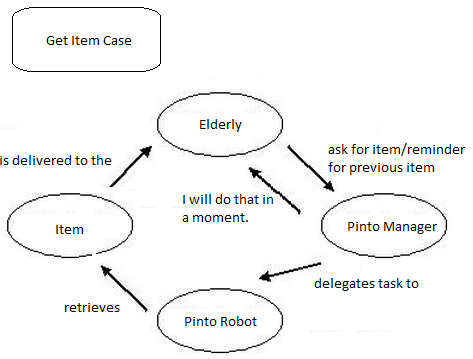 Get Item Case
Elderly
ask for item/reminder
for previous item
is delivered to the
I will do that in
a moment.
Item
Pinto Manager
delegates task to
retrieves
Pinto Robot